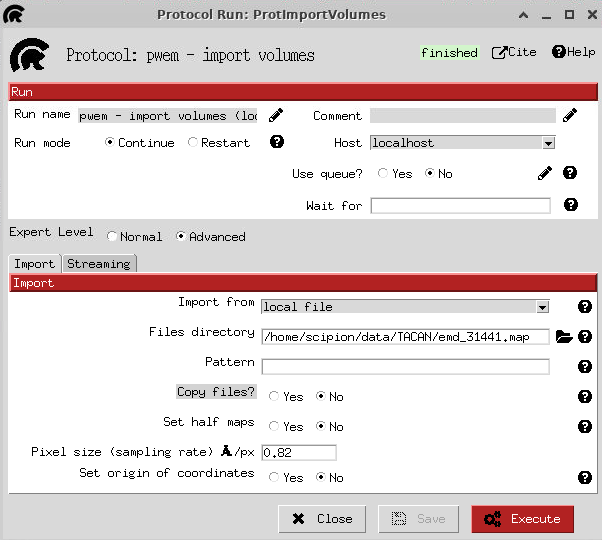 Protocol Run: ProtImportVolumes
Protocol: pwem - import volumes
finished
Cite
Help
Run
Run name pwem - import volumes (loc
Comment
Run mode Continue Restart
Host localhost
Use queue? Yes No
Wait for
Expert Level Normal Advanced
Import Streaming
Import
Import from local file
Files directory /home/scipion/data/TACAN/emd_31441.map
Pattern
Copy files? Yes No
Set half maps Yes No
Pixel size (sampling rate) Å/px 0.82
Set origin of coordinates Yes No
Close Save Execute